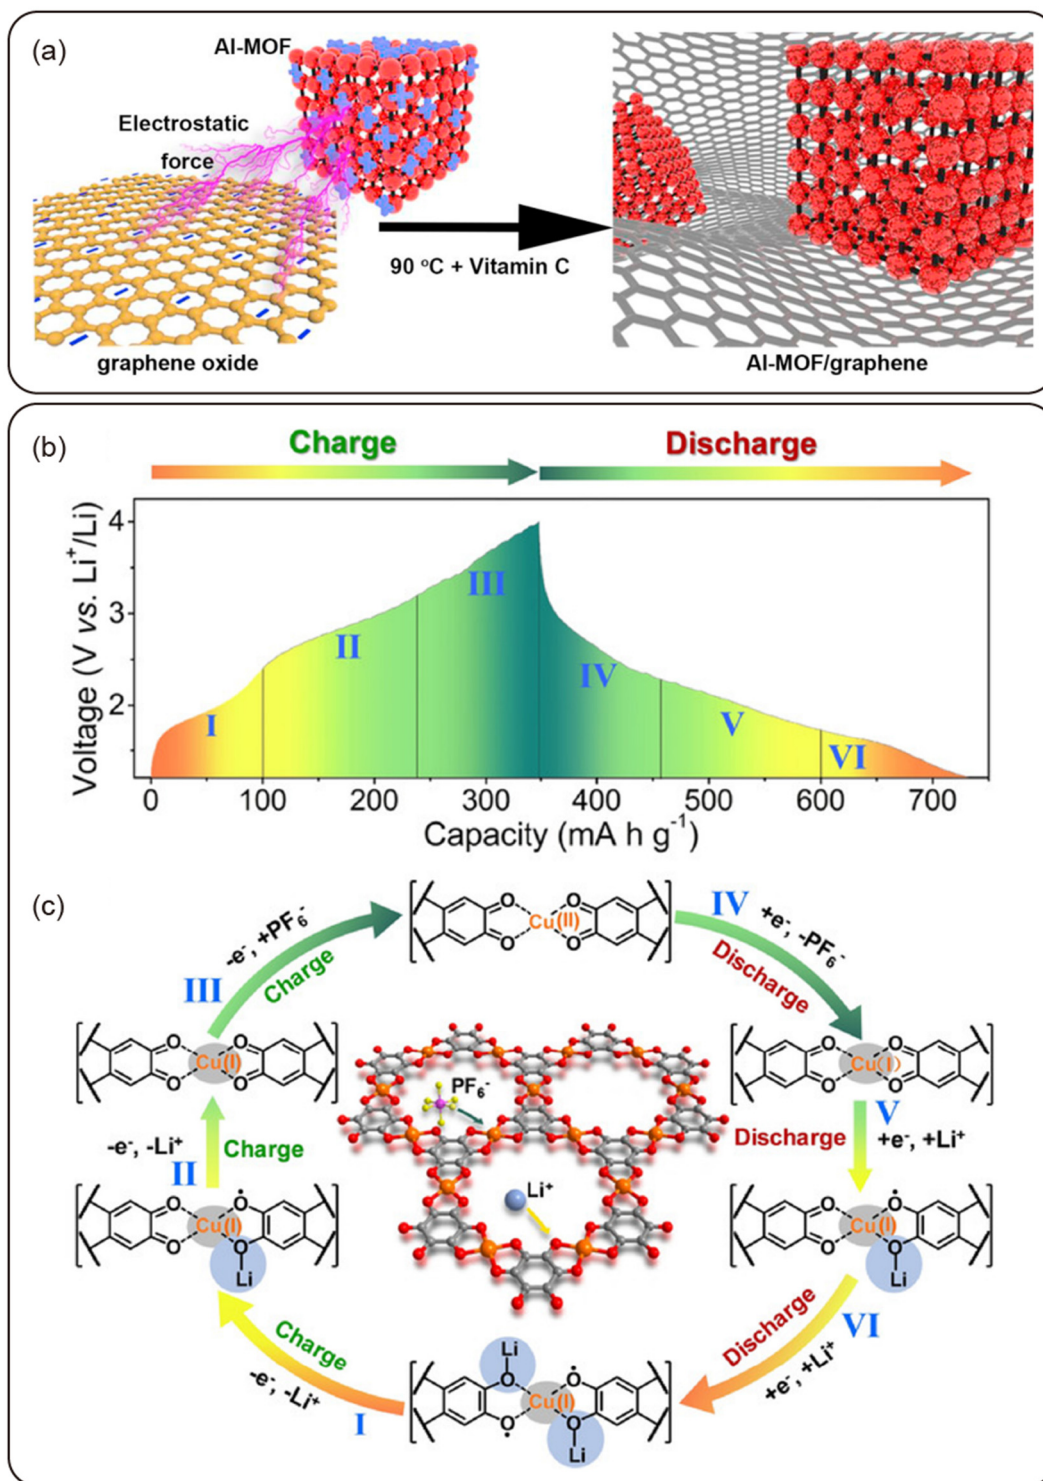 (a)
Al-MOF
Electrostatic
force
90 °C + Vitamin C
graphene oxide
Al-MOF/graphene
(b)
Charge
Discharge
Voltage (V vs. Li⁺/Li)
4
3
2
I
II
III
IV
V
VI
0
100
200
300
400
500
600
700
Capacity (mA h g⁻¹)
(c)
O O
Cu(II)
O O
III
-e⁻, +PF₆⁻
Charge
IV
+e⁻, -PF₆⁻
Discharge
O O
Cu(I)
O O
O O
Cu(I)
O O
PF₆⁻
Li⁺
-e⁻, -Li⁺
II
Charge
V
Discharge
+e⁻, +Li⁺
O O
Cu(I)
O O
Li
O O
Cu(I)
O O
Li
Charge
-e⁻, -Li⁺
I
Discharge
VI
+e⁻, +Li⁺
Li
O O
Cu(I)
O O
Li